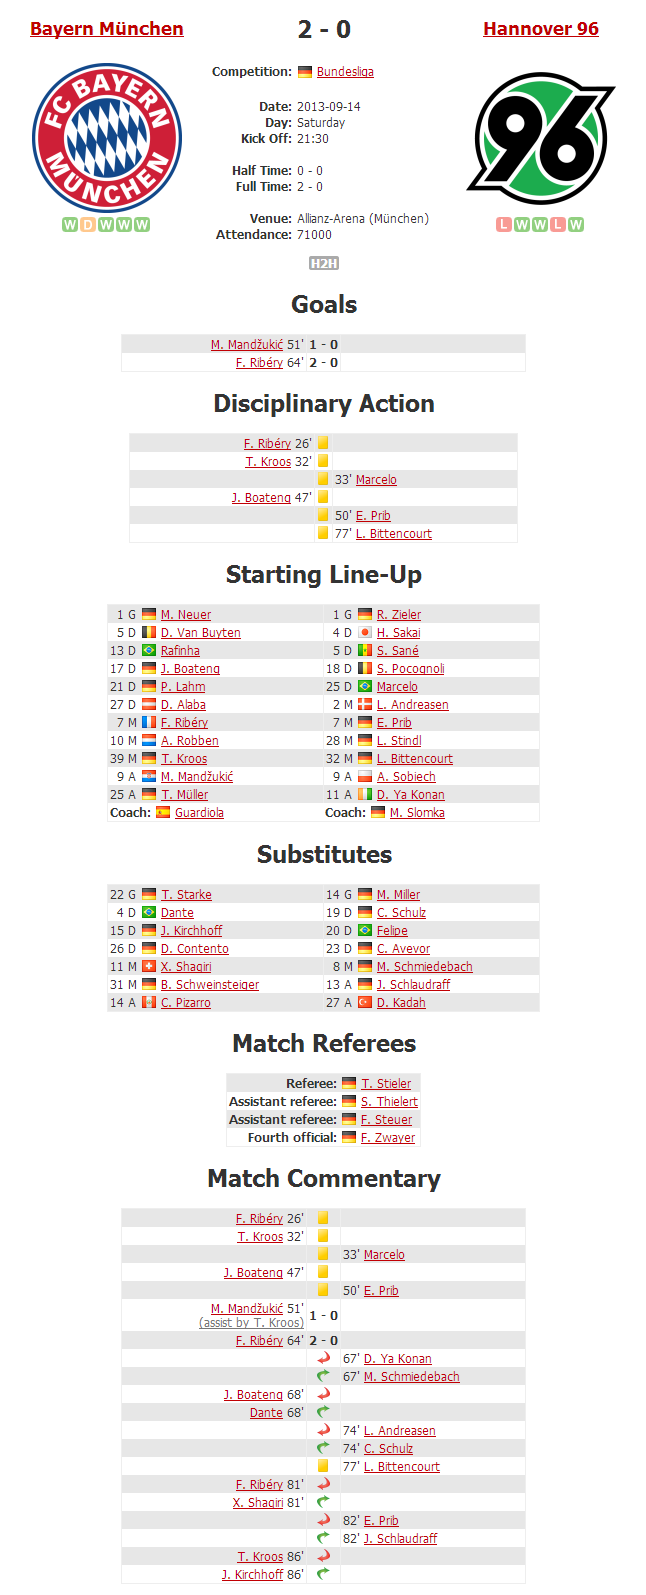 Bayern München 2 - 0 Hannover 96
Competition: Bundesliga
Date: 2013-09-14
Day: Saturday
Kick Off: 21:30
Half Time: 0 - 0
Full Time: 2 - 0
Venue: Allianz-Arena (München)
Attendance: 71000
FC BAYERN
MÜNCHEN
96
W D W W W
L W W L W
H2H
Goals
M. Mandžukić 51' 1 - 0
F. Ribéry 64' 2 - 0
Disciplinary Action
F. Ribéry 26'
T. Kroos 32'
33' Marcelo
J. Boateng 47'
50' E. Prib
77' L. Bittencourt
Starting Line-Up
1 G M. Neuer 1 G R. Zieler
5 D D. Van Buyten 4 D H. Sakai
13 D Rafinha 5 D S. Sané
17 D J. Boateng 18 D S. Pocognoli
21 D P. Lahm 25 D Marcelo
27 D D. Alaba 2 M L. Andreasen
7 M F. Ribéry 7 M E. Prib
10 M A. Robben 28 M L. Stindl
39 M T. Kroos 32 M L. Bittencourt
9 A M. Mandžukić 9 A A. Sobiech
25 A T. Müller 11 A D. Ya Konan
Coach: Guardiola Coach: M. Slomka
Substitutes
22 G T. Starke 14 G M. Miller
4 D Dante 19 D C. Schulz
15 D J. Kirchhoff 20 D Felipe
26 D D. Contento 23 D C. Avevor
11 M X. Shaqiri 8 M M. Schmiedebach
31 M B. Schweinsteiger 13 A J. Schlaudraff
14 A C. Pizarro 27 A D. Kadah
Match Referees
Referee: T. Stieler
Assistant referee: S. Thielert
Assistant referee: F. Steuer
Fourth official: F. Zwayer
Match Commentary
F. Ribéry 26'
T. Kroos 32'
33' Marcelo
J. Boateng 47'
50' E. Prib
M. Mandžukić 51' 1 - 0
(assist by T. Kroos)
F. Ribéry 64' 2 - 0
67' D. Ya Konan
67' M. Schmiedebach
J. Boateng 68'
Dante 68'
74' L. Andreasen
74' C. Schulz
77' L. Bittencourt
F. Ribéry 81'
X. Shaqiri 81'
82' E. Prib
82' J. Schlaudraff
T. Kroos 86'
J. Kirchhoff 86'